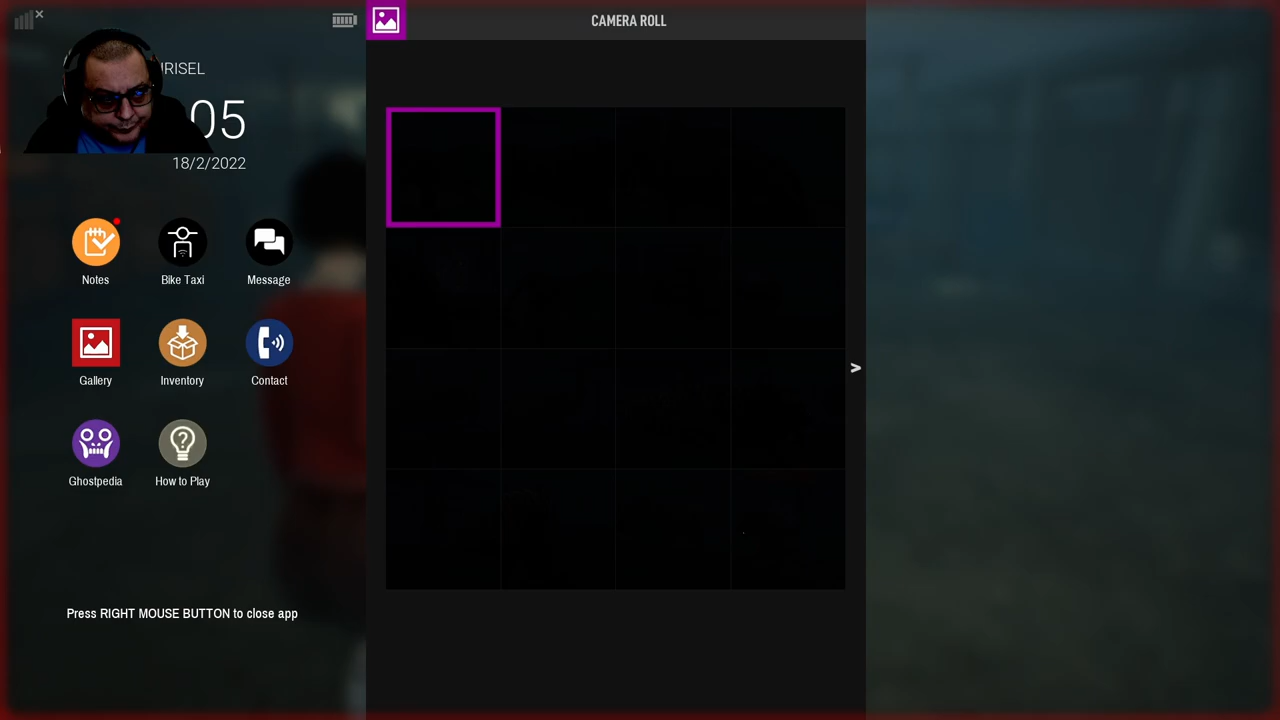 CAMERA ROLL
05
18/2/2022
Notes
Bike Taxi
Message
Gallery
Inventory
Contact
Ghostpedia
How to Play
>
Press RIGHT MOUSE BUTTON to close app